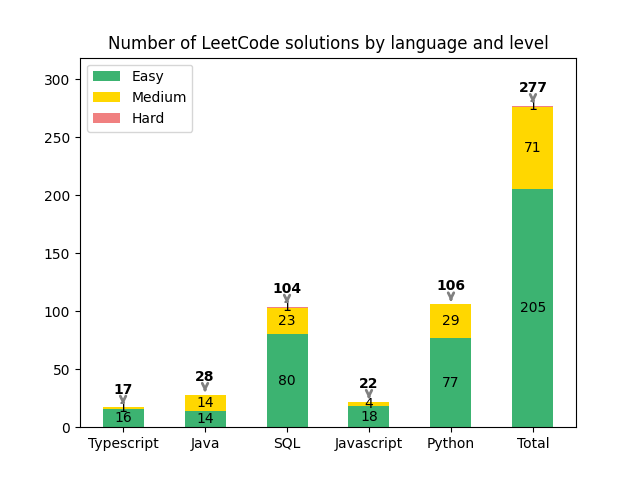 Number of LeetCode solutions by language and level
Easy
Medium
Hard
300
250
200
150
100
50
0
17
1
16
28
14
14
104
1
23
80
22
4
18
106
29
77
277
1
71
205
Typescript
Java
SQL
Javascript
Python
Total